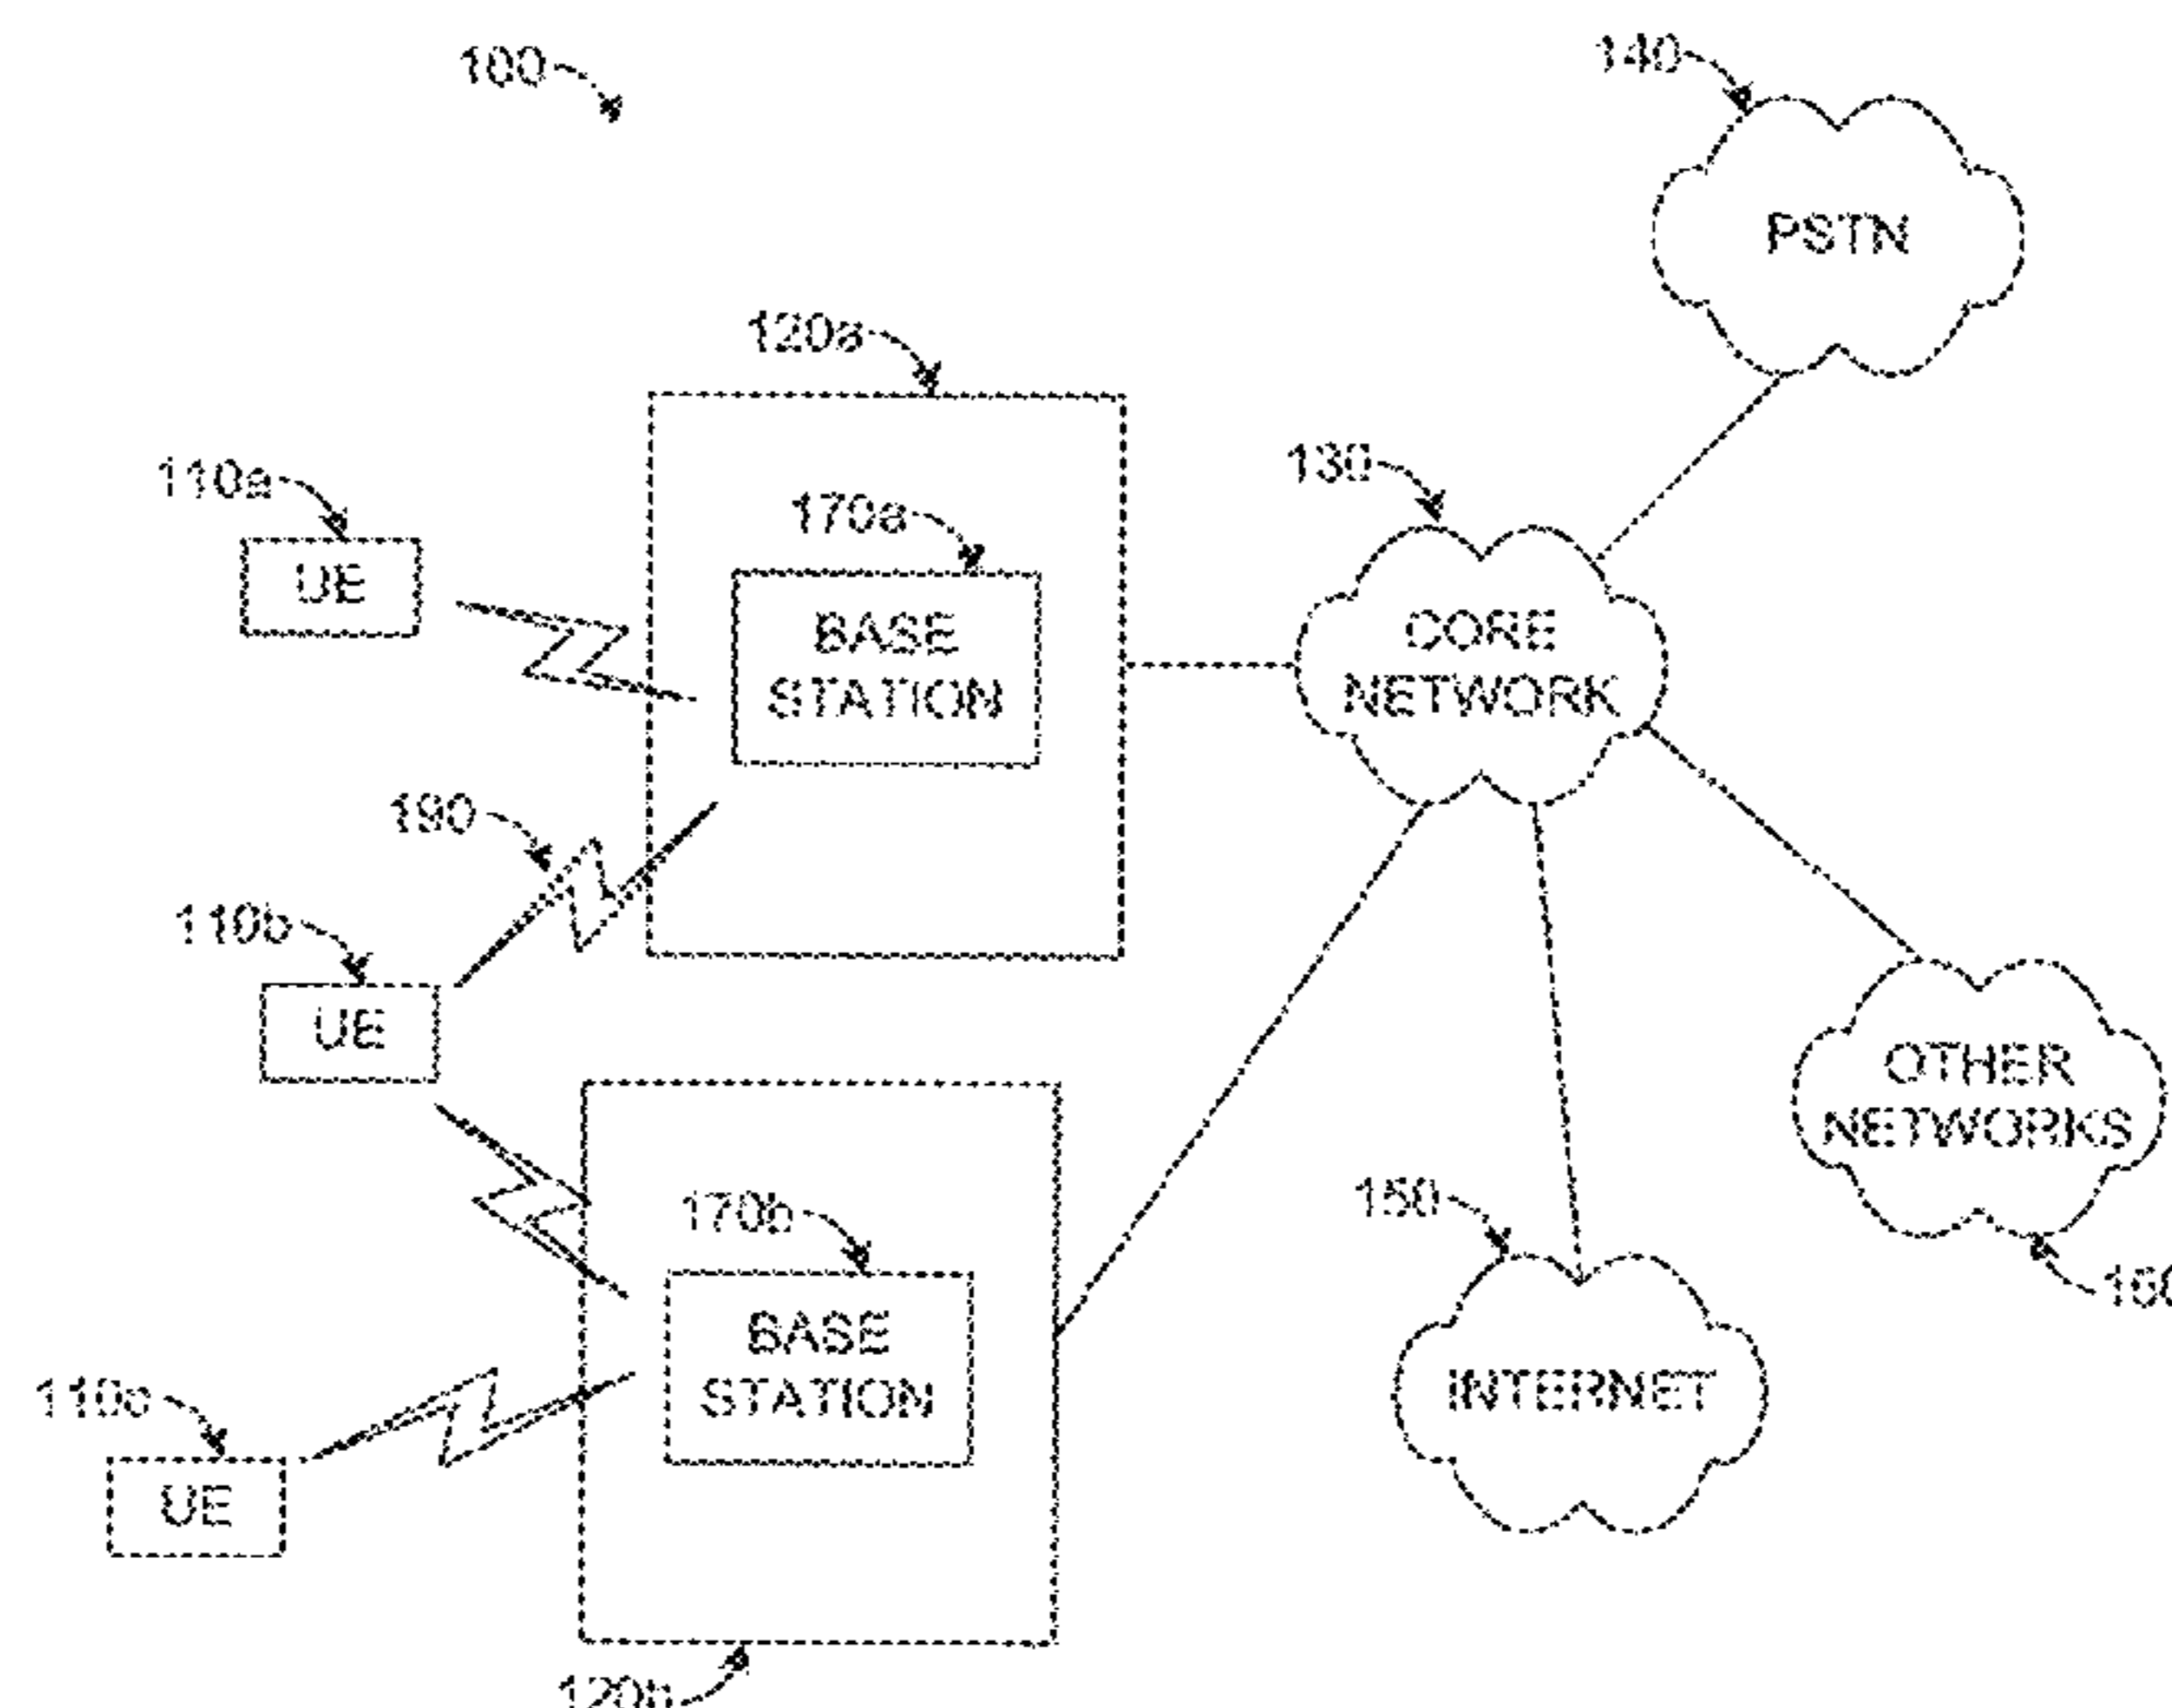 100
140
PSTN
120a
130
110a
170a
UE
BASE
STATION
CORE
NETWORK
190
110b
UE
OTHER
NETWORKS
150
170b
BASE
STATION
INTERNET
110c
UE
120b